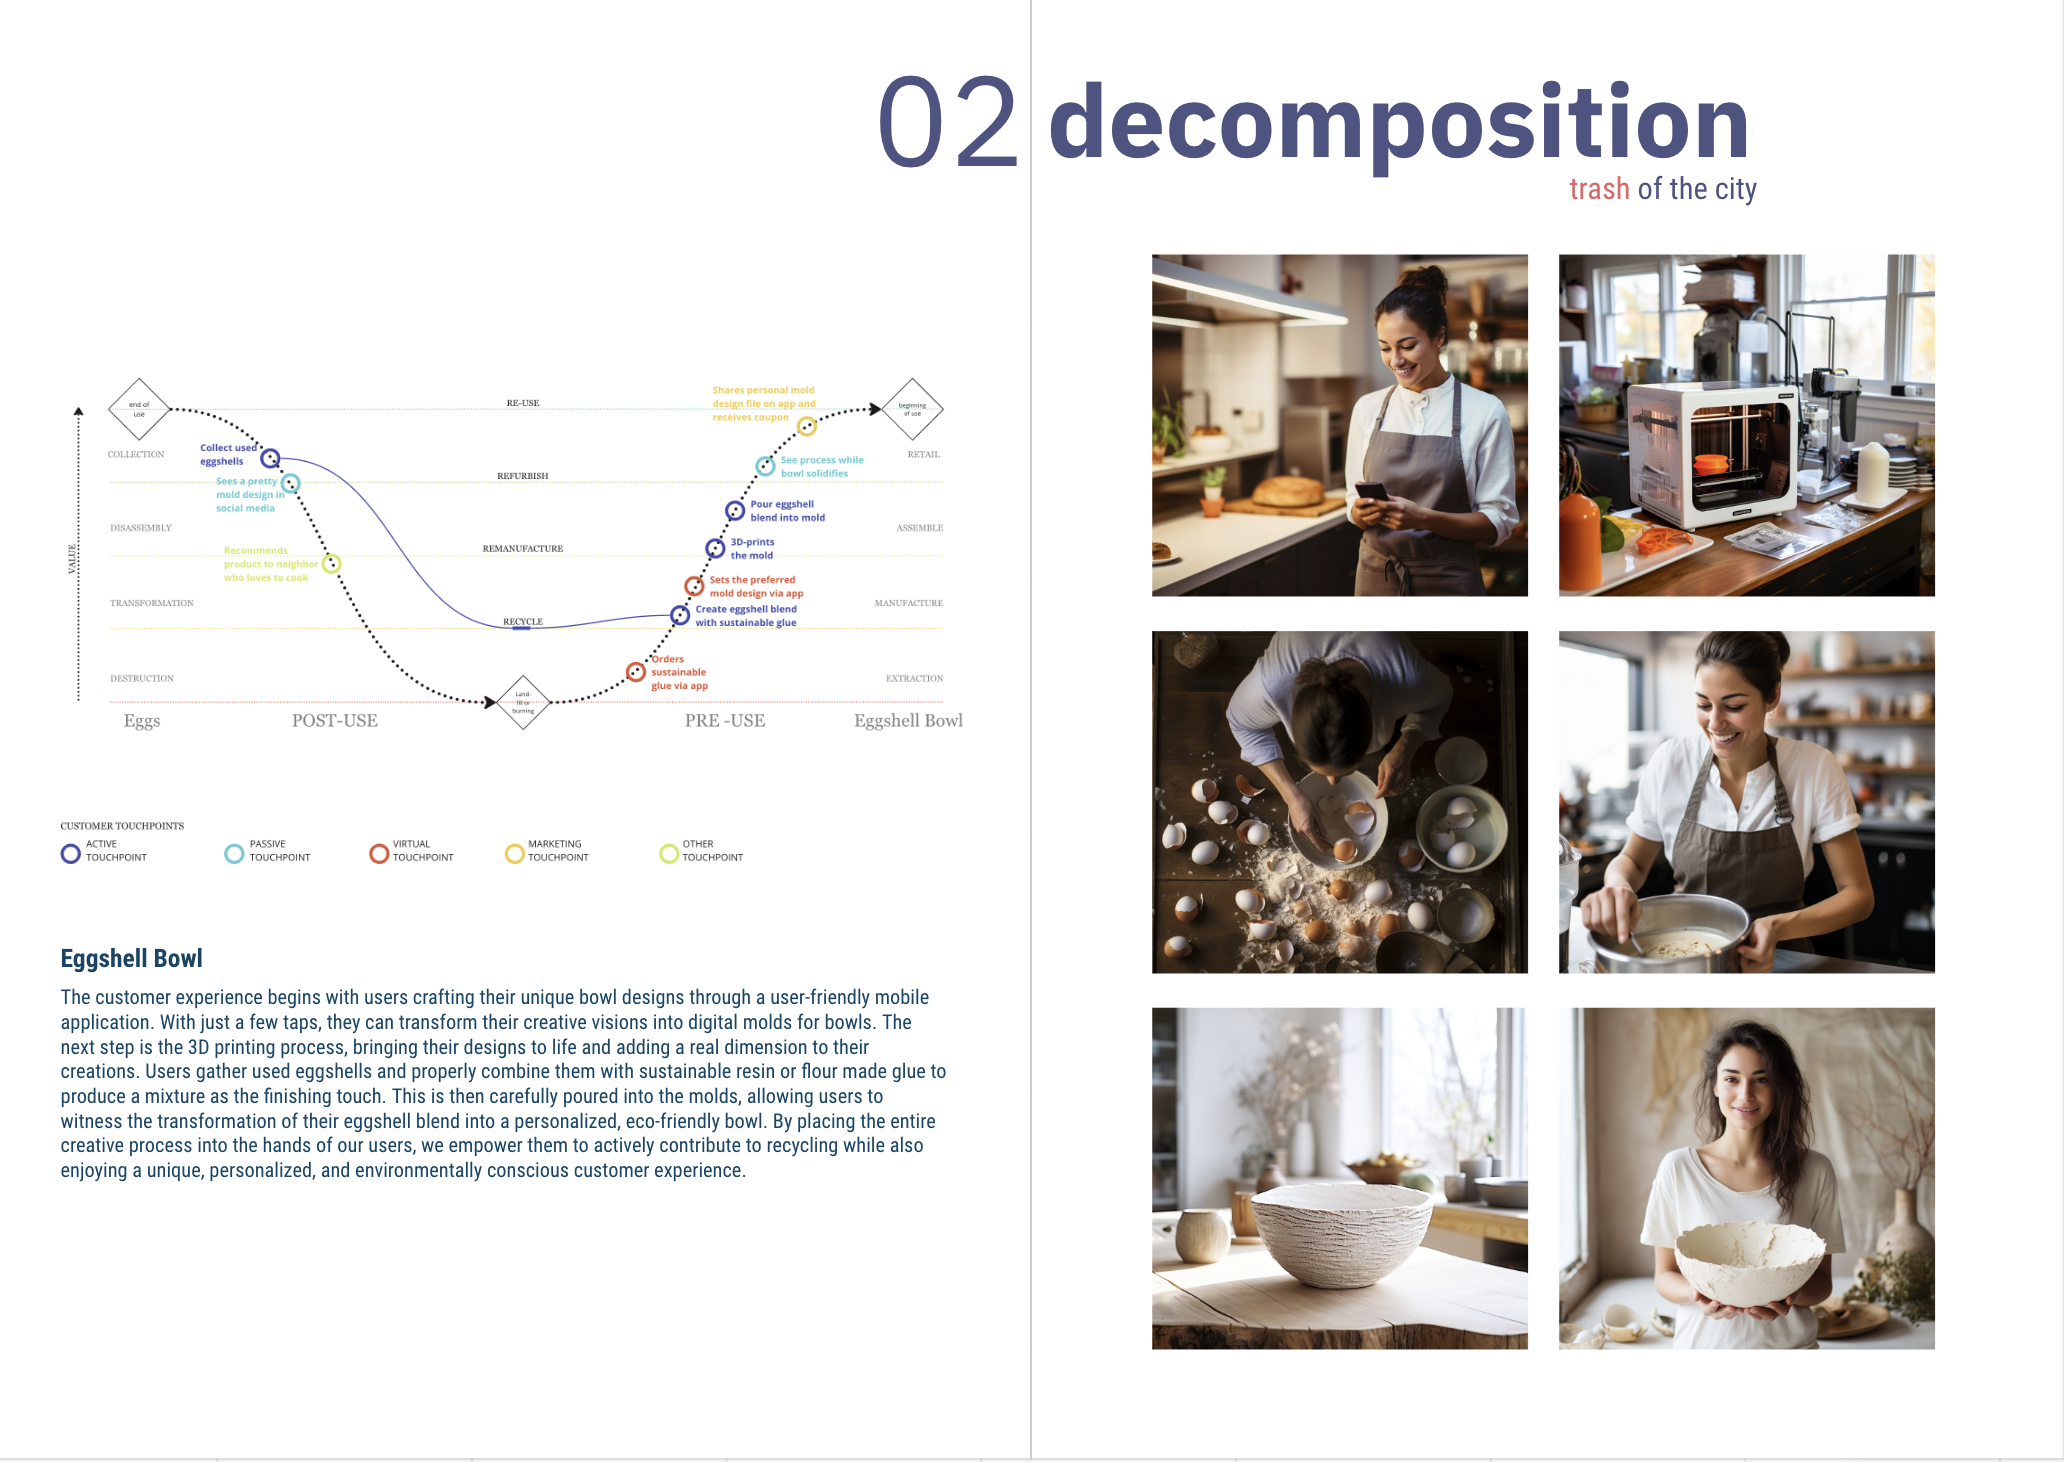 02 decomposition
trash of the city
end of
use
Collect used
eggshells
Sees a pretty
mold design in
social media
Recommends
product to neighbor
who loves to cook
COLLECTION
DISASSEMBLY
TRANSFORMATION
DESTRUCTION
VALUE
RE-USE
REFURBISH
REMANUFACTURE
RECYCLE
Land-
fill or
burning
Shares personal mold
design file on app and
receives coupon
See process while
bowl solidifies
Pour eggshell
blend into mold
3D-prints
the mold
Sets the preferred
mold design via app
Create eggshell blend
with sustainable glue
Orders
sustainable
glue via app
beginning
of use
RETAIL
ASSEMBLE
MANUFACTURE
EXTRACTION
Eggs
POST-USE
PRE -USE
Eggshell Bowl
CUSTOMER TOUCHPOINTS
ACTIVE
TOUCHPOINT
PASSIVE
TOUCHPOINT
VIRTUAL
TOUCHPOINT
MARKETING
TOUCHPOINT
OTHER
TOUCHPOINT
Eggshell Bowl
The customer experience begins with users crafting their unique bowl designs through a user-friendly mobile
application. With just a few taps, they can transform their creative visions into digital molds for bowls. The
next step is the 3D printing process, bringing their designs to life and adding a real dimension to their
creations. Users gather used eggshells and properly combine them with sustainable resin or flour made glue to
produce a mixture as the finishing touch. This is then carefully poured into the molds, allowing users to
witness the transformation of their eggshell blend into a personalized, eco-friendly bowl. By placing the entire
creative process into the hands of our users, we empower them to actively contribute to recycling while also
enjoying a unique, personalized, and environmentally conscious customer experience.